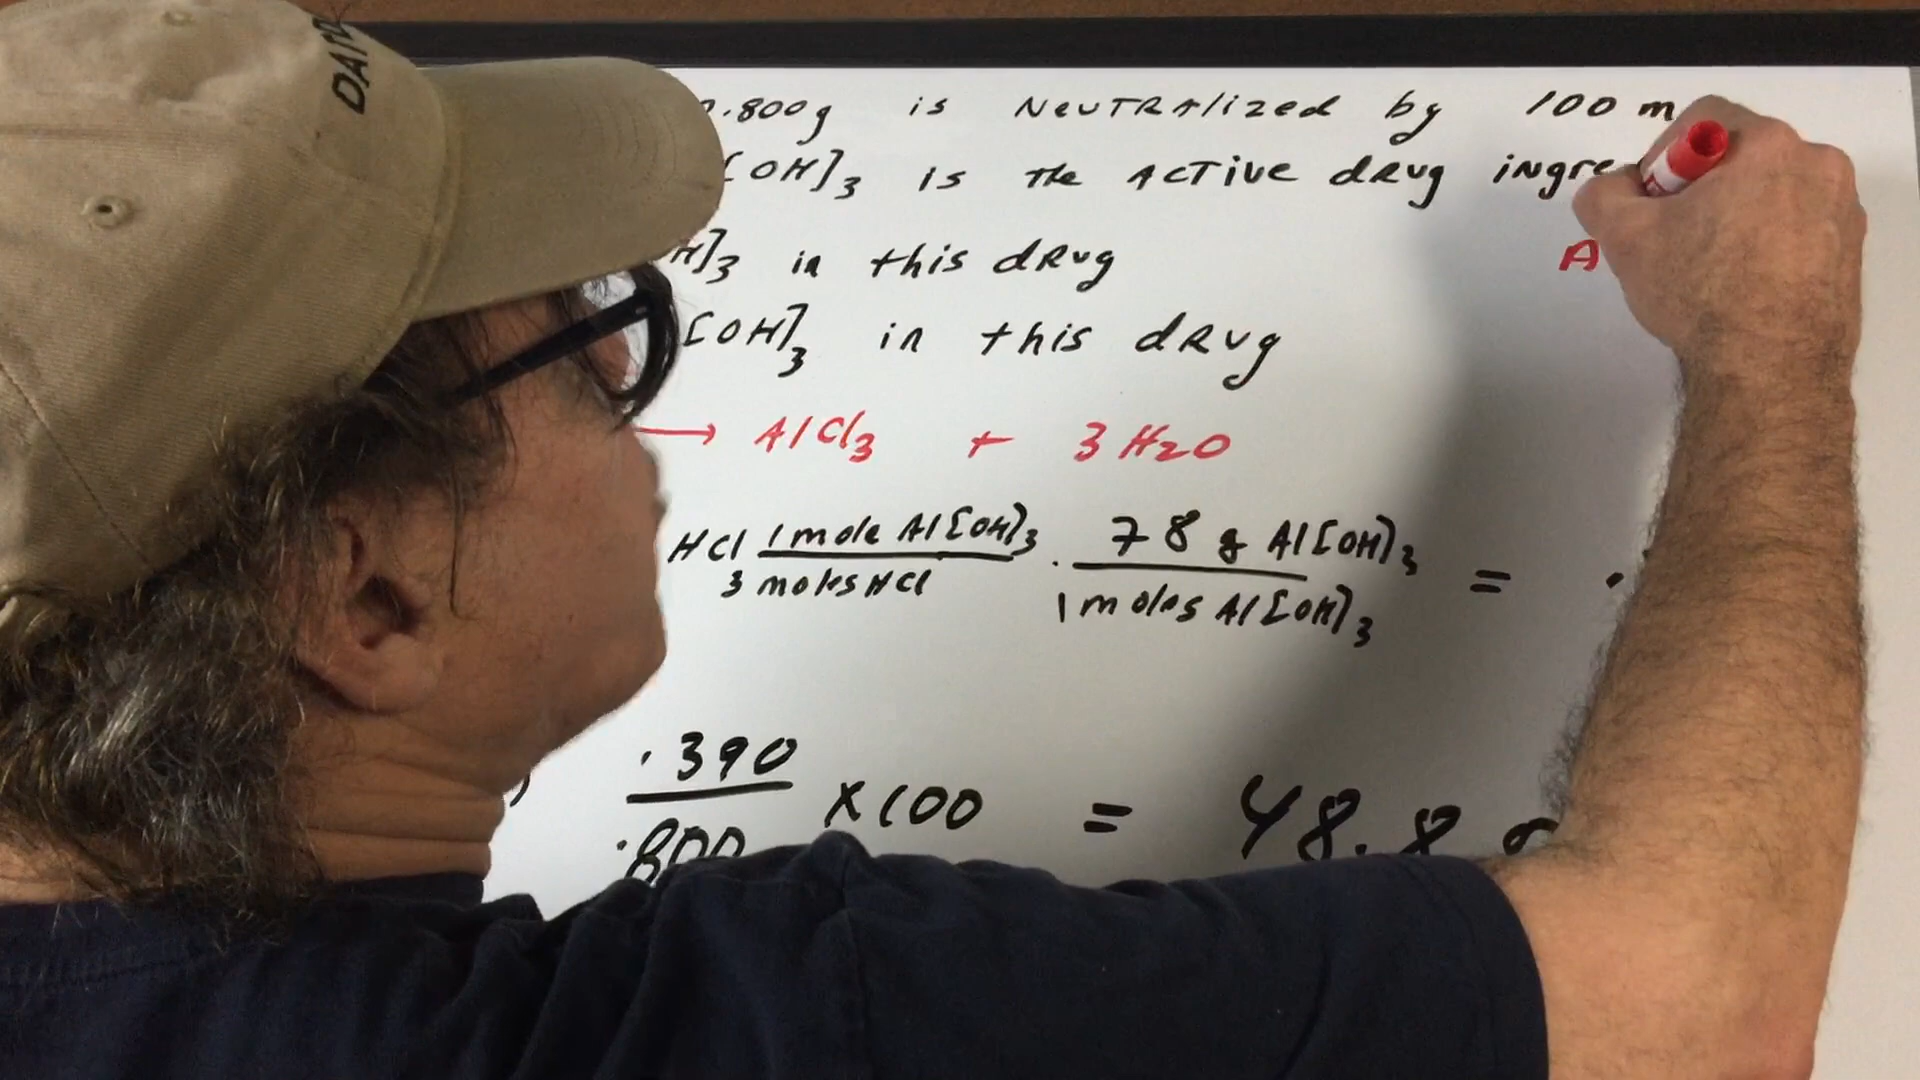 DAI
.800g is NeUTRAlized by 100 m
[OH]3 is The ACTive dRug ingre
H]3 in this dRug
A
[OH]3 in this dRug
→ AlCl3 + 3 H2O
HCl 1 mole Al[OH]3 / 3 moles HCl · 78 g Al[OH]3 / 1 moles Al[OH]3 = .
.390 / .800 x 100 = 48.8